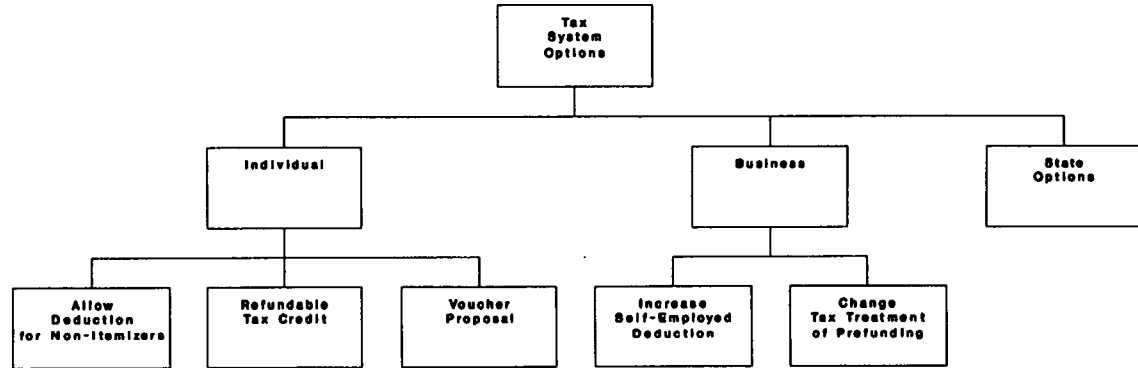 Tax
System
Options
Individual
Business
State
Options
Allow
Deduction
for Non-Itemizers
Refundable
Tax Credit
Voucher
Proposal
Increase
Self-Employed
Deduction
Change
Tax Treatment
of Prefunding